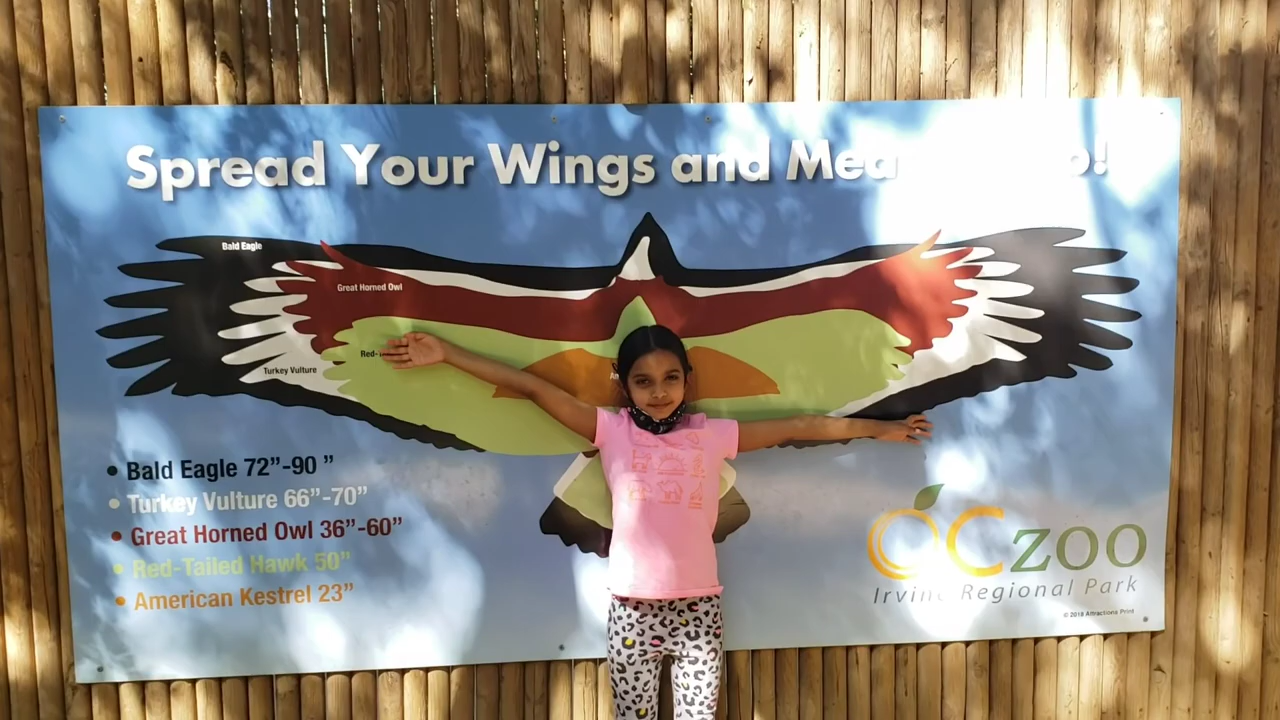 Spread Your Wings and Mea o!
Bald Eagle
Great Horned Owl
Red-
Turkey Vulture
• Bald Eagle 72”-90 ”
• Turkey Vulture 66”-70”
• Great Horned Owl 36”-60”
• Red-Tailed Hawk 50”
• American Kestrel 23”
OC zoo
Irvine Regional Park
© 2018 Attractions Print